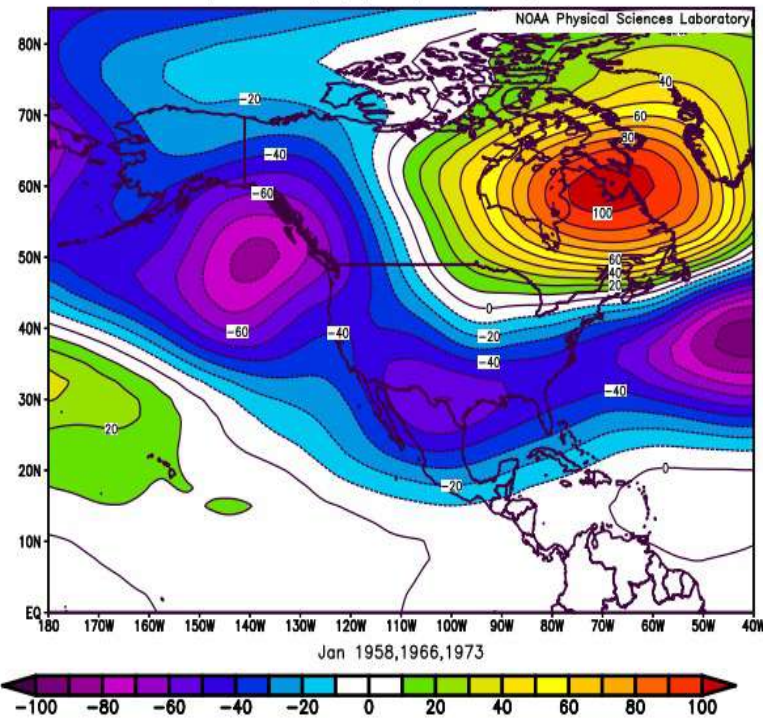 NOAA Physical Sciences Laboratory
80N
40
70N
-20
60
80
-40
60N
-60
100
50N
60
40
20
0
40N
-60
-40
-20
-40
30N
-40
20
20N
-20
0
10N
EQ
180 170W 160W 150W 140W 130W 120W 110W 100W 90W 80W 70W 60W 50W 40W
Jan 1958,1966,1973
-100 -80 -60 -40 -20 0 20 40 60 80 100